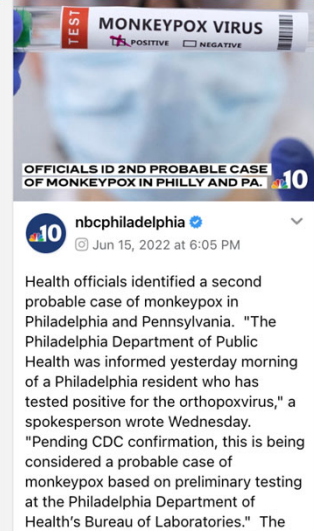 TEST
MONKEYPOX VIRUS
POSITIVE NEGATIVE
OFFICIALS ID 2ND PROBABLE CASE
OF MONKEYPOX IN PHILLY AND PA.
10
10
nbcphiladelphia
Jun 15, 2022 at 6:05 PM
Health officials identified a second
probable case of monkeypox in
Philadelphia and Pennsylvania. "The
Philadelphia Department of Public
Health was informed yesterday morning
of a Philadelphia resident who has
tested positive for the orthopoxvirus," a
spokesperson wrote Wednesday.
"Pending CDC confirmation, this is being
considered a probable case of
monkeypox based on preliminary testing
at the Philadelphia Department of
Health's Bureau of Laboratories." The